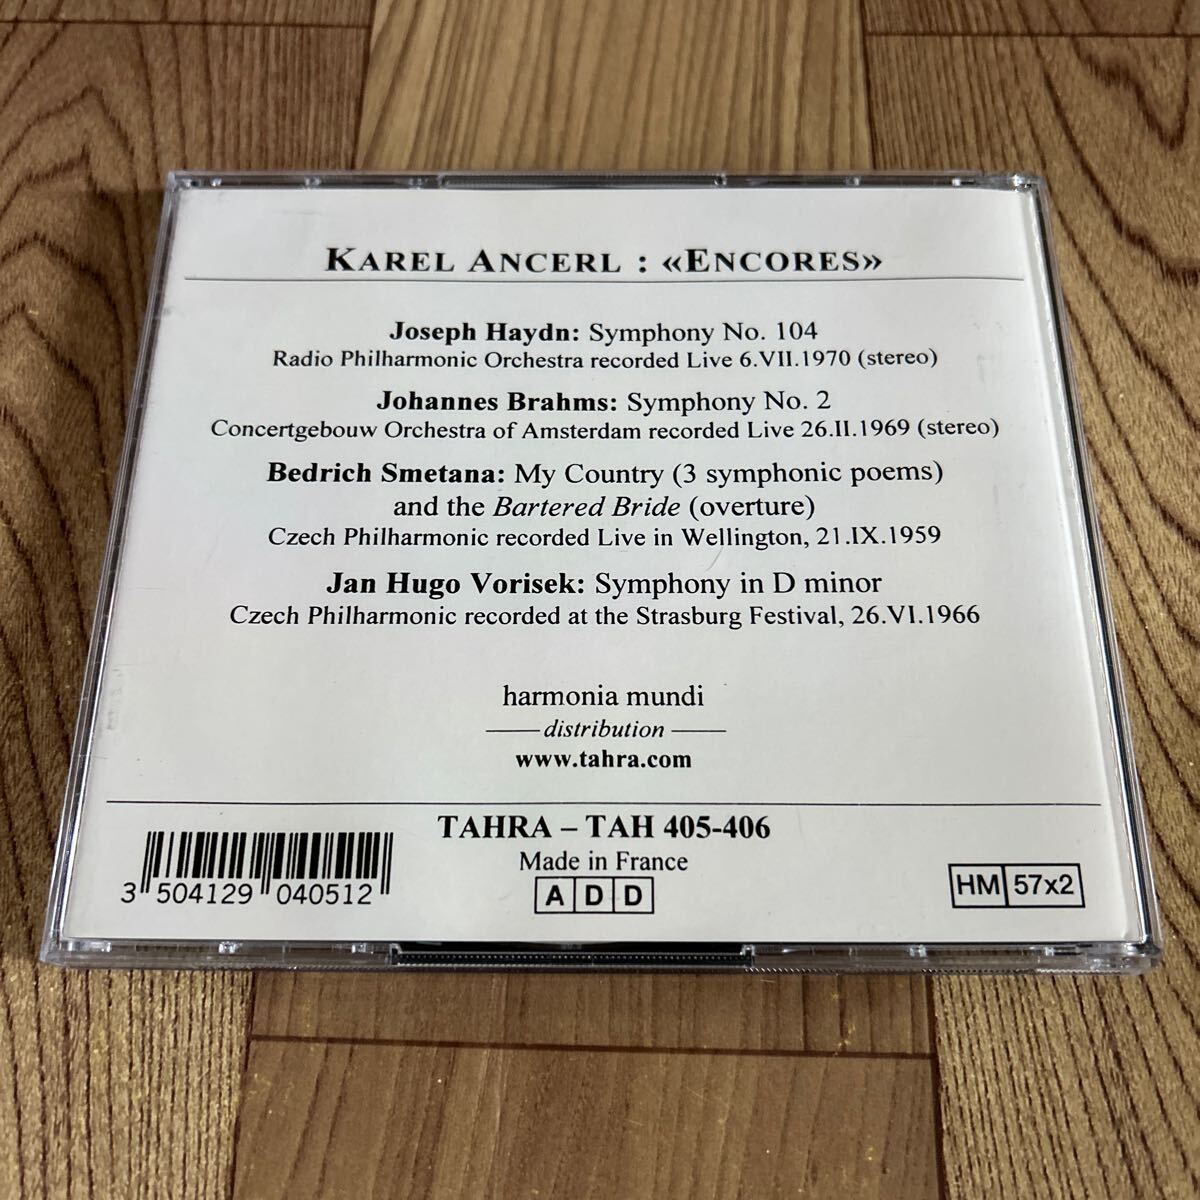 KAREL ANCERL : «ENCORES»
Joseph Haydn: Symphony No. 104
Radio Philharmonic Orchestra recorded Live 6.VII.1970 (stereo)
Johannes Brahms: Symphony No. 2
Concertgebouw Orchestra of Amsterdam recorded Live 26.II.1969 (stereo)
Bedrich Smetana: My Country (3 symphonic poems)
and the Bartered Bride (overture)
Czech Philharmonic recorded Live in Wellington, 21.IX.1959
Jan Hugo Vorisek: Symphony in D minor
Czech Philharmonic recorded at the Strasburg Festival, 26.VI.1966
harmonia mundi
distribution
www.tahra.com
TAHRA – TAH 405-406
Made in France
A D D
3 504129 040512
HM 57x2